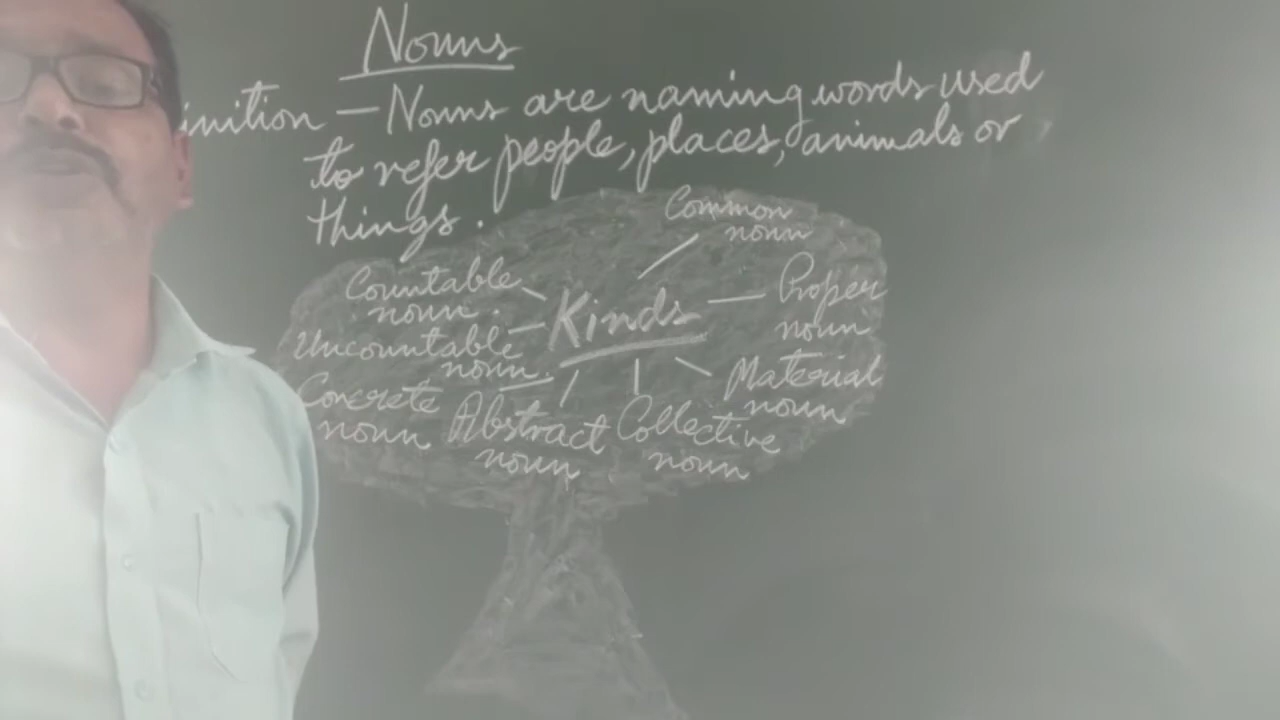 Nouns
inition — Nouns are naming words used
to refer people, places, animals or
things.
Common
noun
Countable
noun.
Kinds
Proper
noun
Uncountable
noun.
Material
noun
Concrete
noun
Abstract
noun
Collective
noun